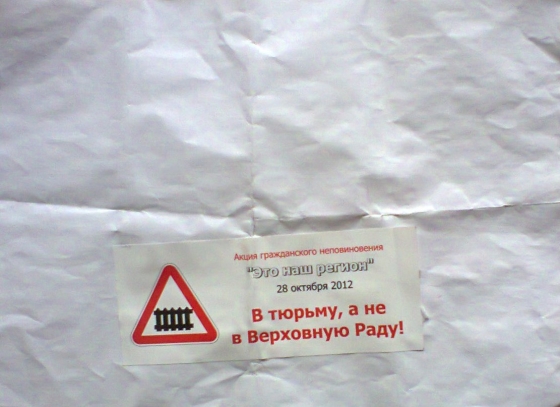 Акция гражданского неповиновения
"Это наш регион"
28 октября 2012
В тюрьму, а не
в Верховную Раду!